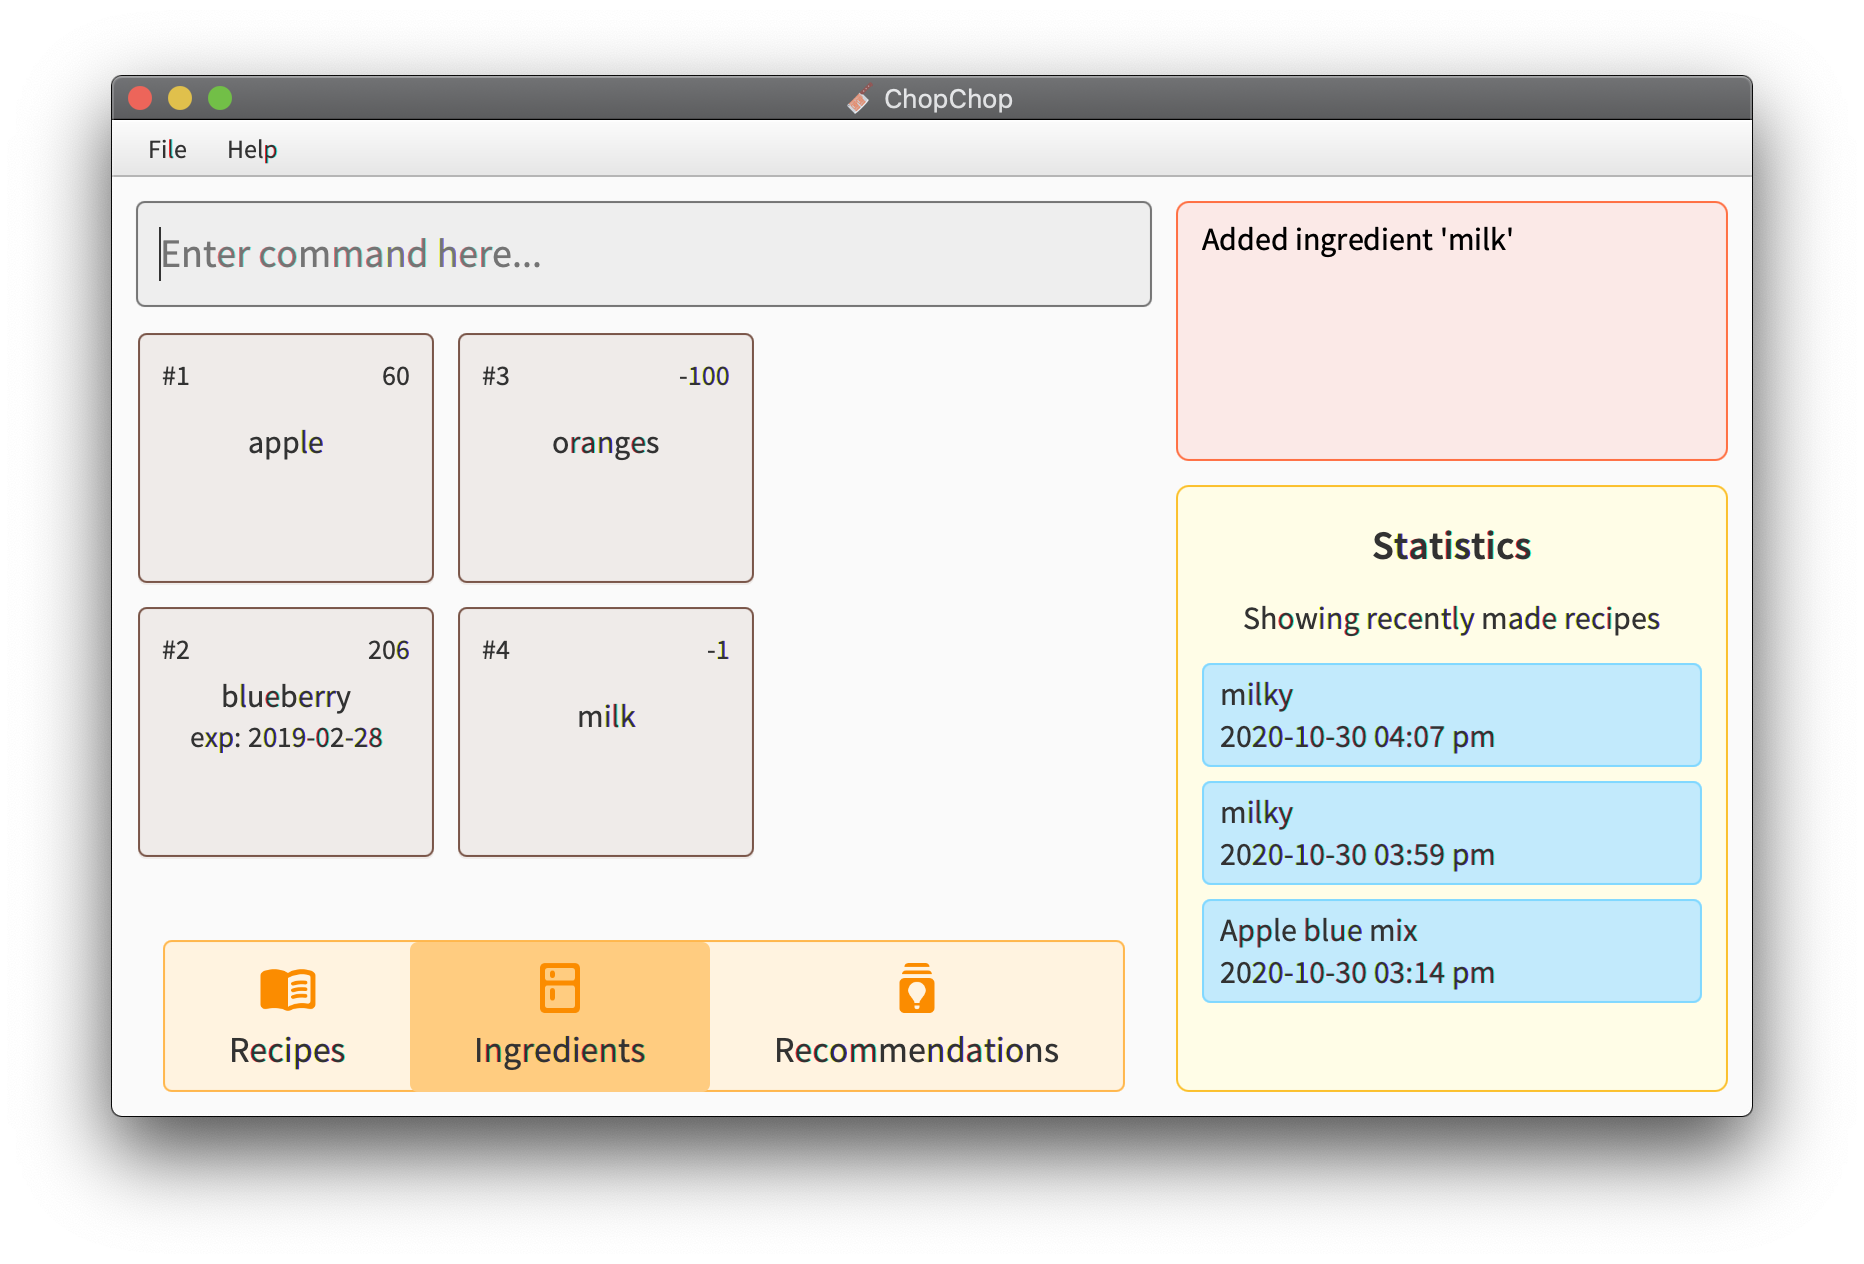 ChopChop
File Help
Enter command here...
#1 60
apple
#3 -100
oranges
#2 206
blueberry
exp: 2019-02-28
#4 -1
milk
Recipes
Ingredients
Recommendations
Added ingredient 'milk'
Statistics
Showing recently made recipes
milky
2020-10-30 04:07 pm
milky
2020-10-30 03:59 pm
Apple blue mix
2020-10-30 03:14 pm